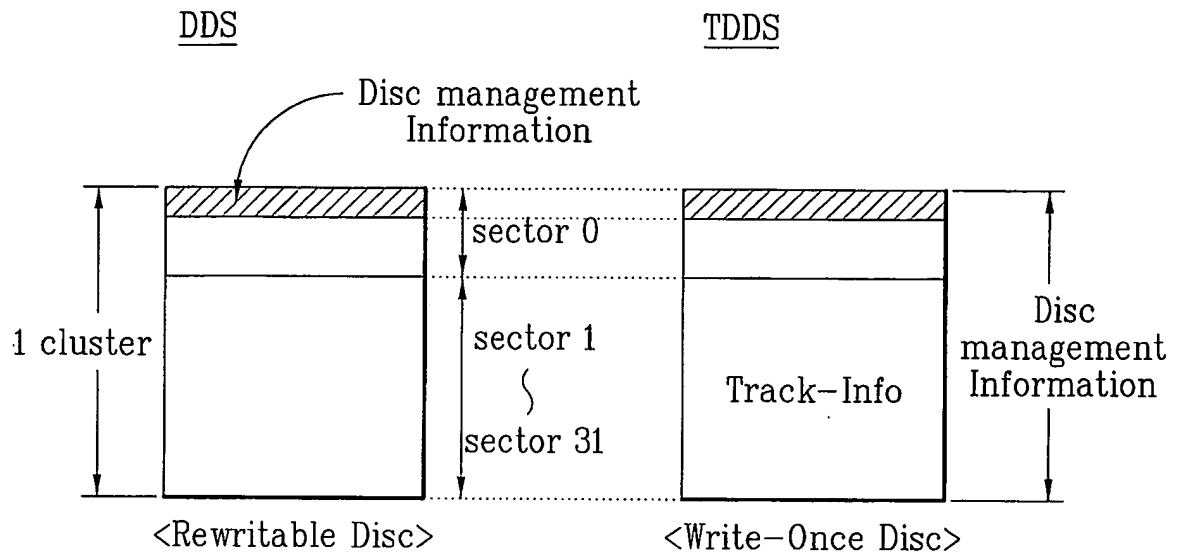 DDS
TDDS
Disc management
Information
sector 0
1 cluster
sector 1
sector 31
Track-Info
Disc
management
Information
<Rewritable Disc>
<Write-Once Disc>